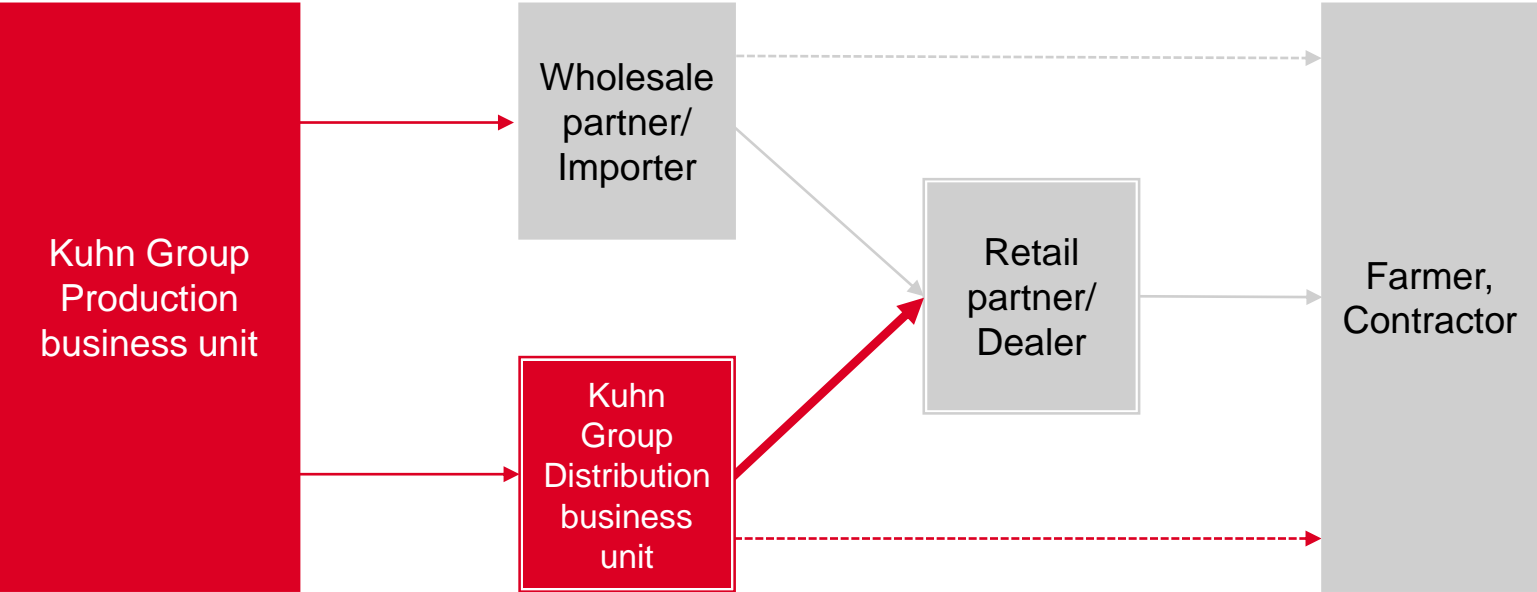 Kuhn Group
Production
business unit
Wholesale
partner/
Importer
Kuhn
Group
Distribution
business
unit
Retail
partner/
Dealer
Farmer,
Contractor